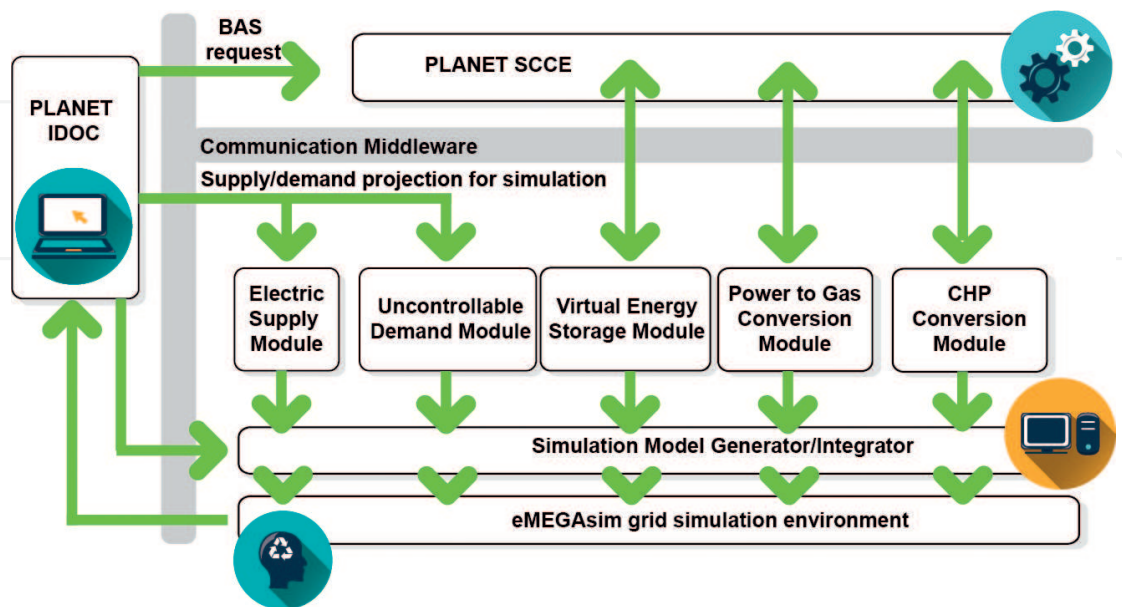 BAS
request
PLANET SCCE
PLANET
IDOC
Communication Middleware
Supply/demand projection for simulation
Electric
Supply
Module
Uncontrollable
Demand Module
Virtual Energy
Storage Module
Power to Gas
Conversion
Module
CHP
Conversion
Module
Simulation Model Generator/Integrator
eMEGAsim grid simulation environment